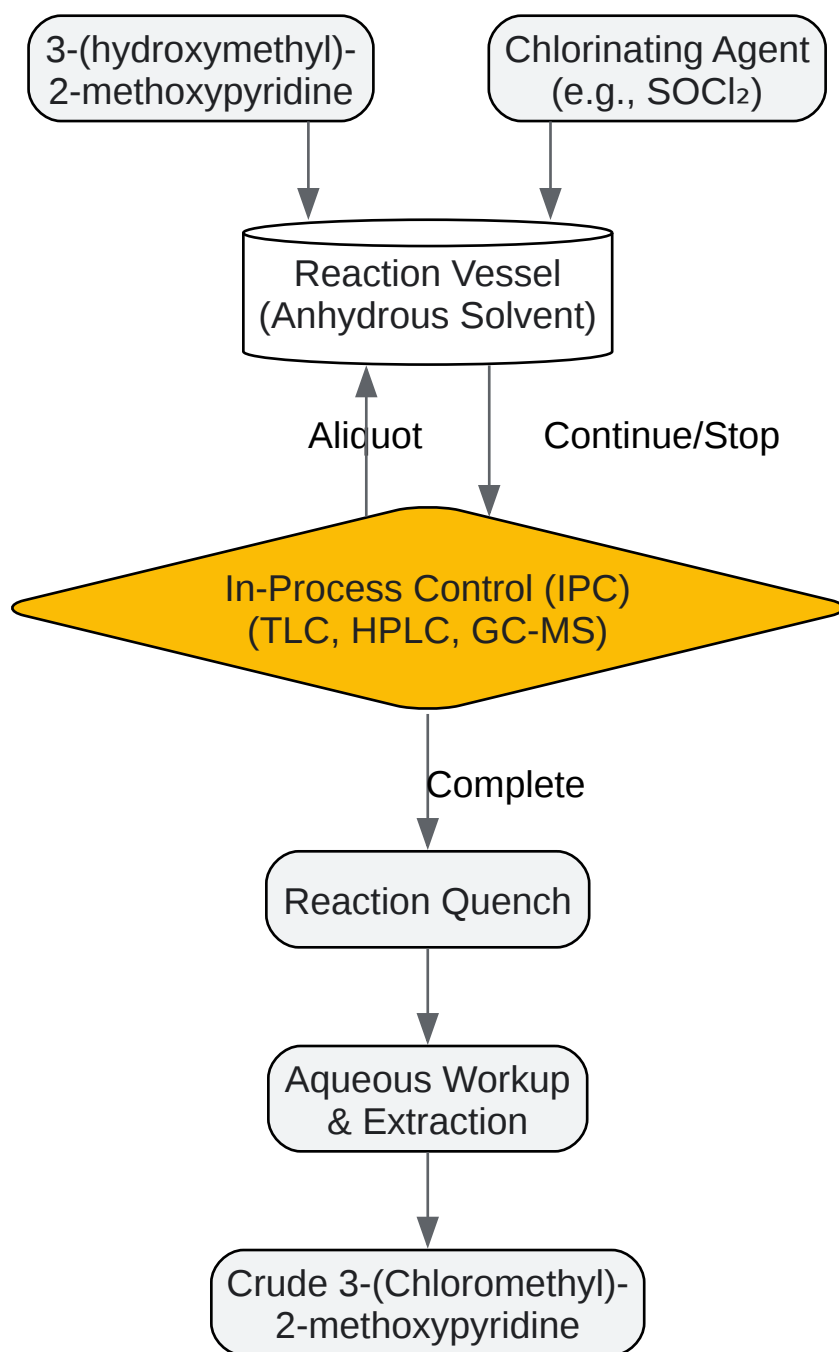 3-(hydroxymethyl)-
2-methoxypyridine
Chlorinating Agent
(e.g., SOCl₂)
Reaction Vessel
(Anhydrous Solvent)
Aliquot
Continue/Stop
In-Process Control (IPC)
(TLC, HPLC, GC-MS)
Complete
Reaction Quench
Aqueous Workup
& Extraction
Crude 3-(Chloromethyl)-
2-methoxypyridine